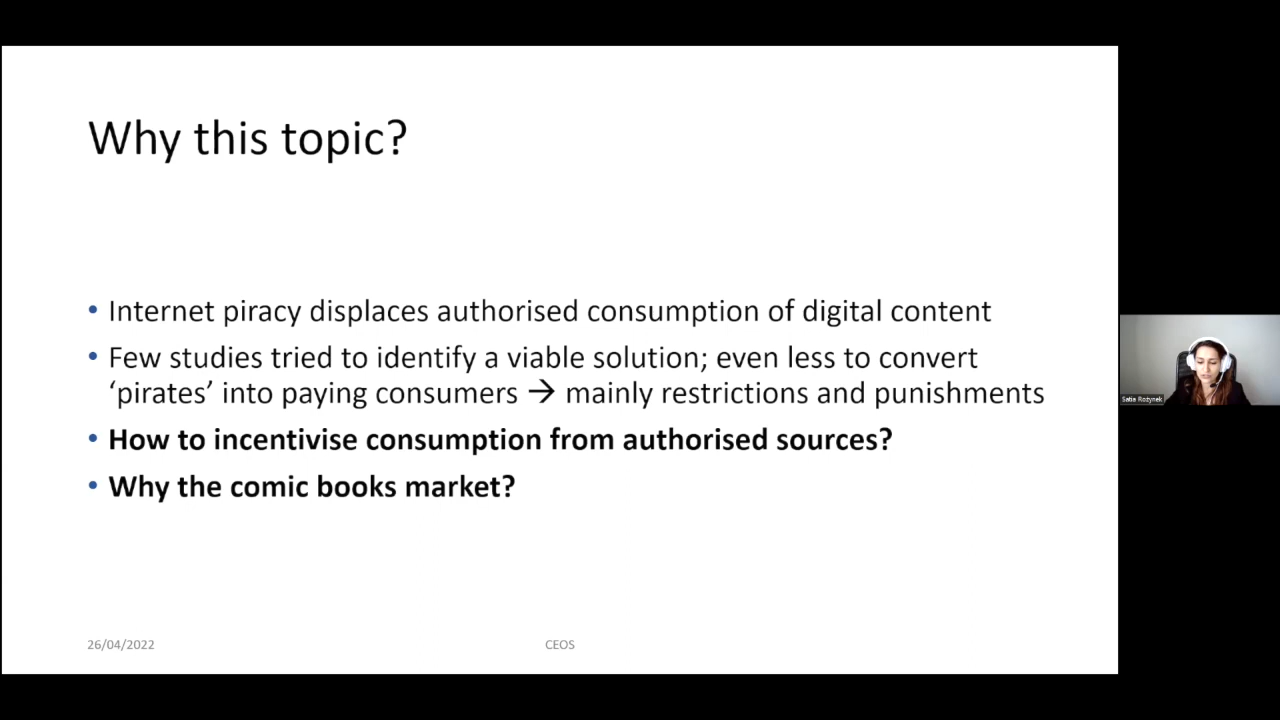 Why this topic?
• Internet piracy displaces authorised consumption of digital content
• Few studies tried to identify a viable solution; even less to convert
‘pirates’ into paying consumers → mainly restrictions and punishments
• How to incentivise consumption from authorised sources?
• Why the comic books market?
Satia Rożynek
26/04/2022
CEOS